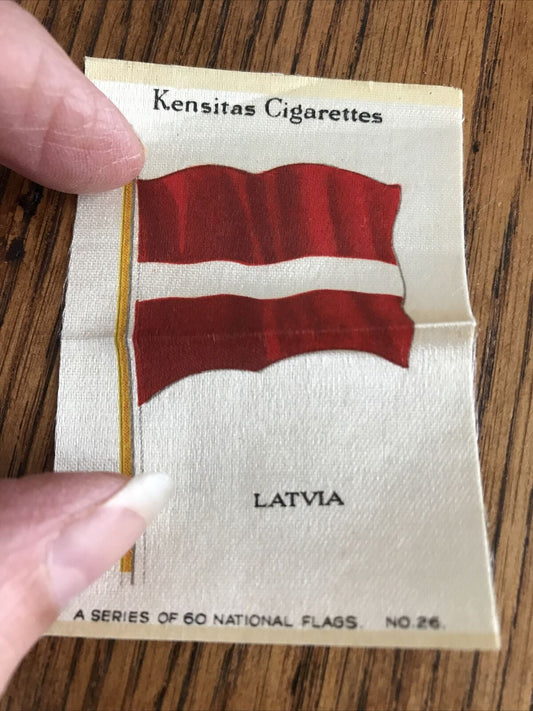 Kensitas Cigarettes
LATVIA
A SERIES OF 60 NATIONAL FLAGS. NO. 26.